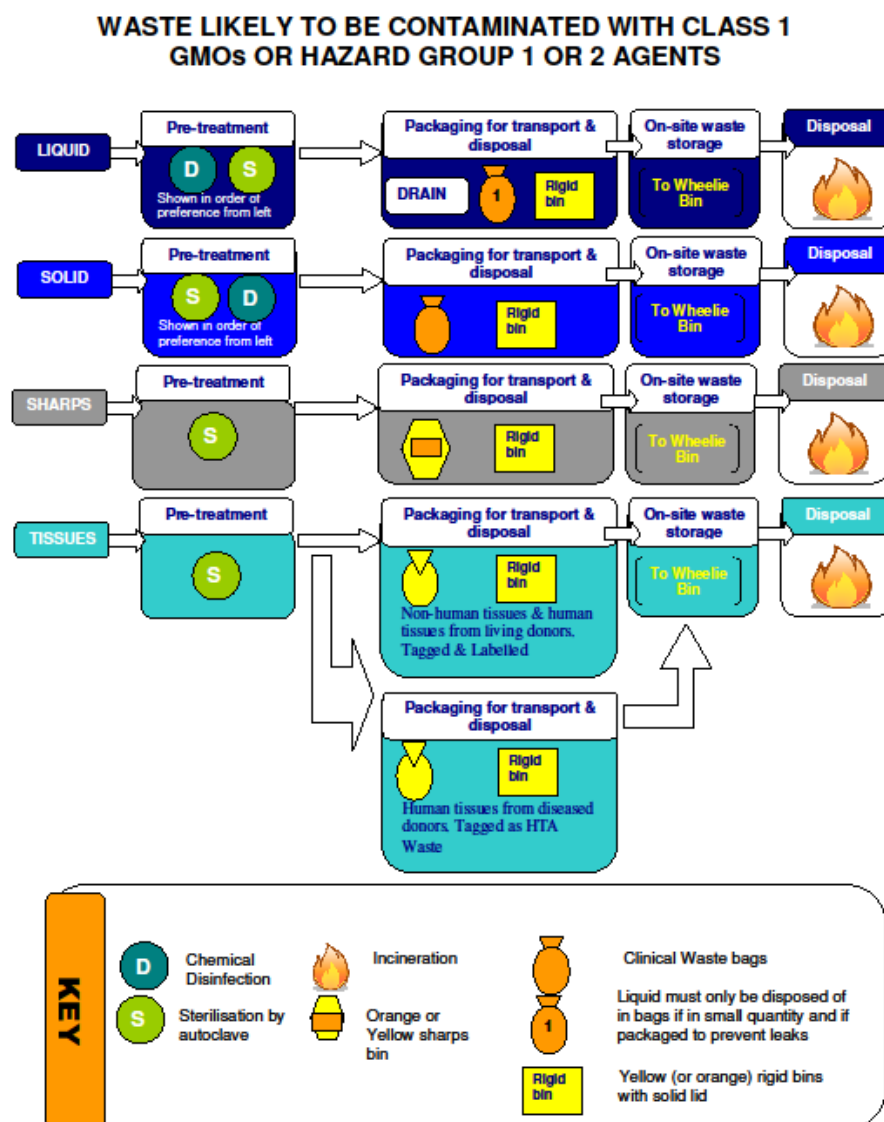 WASTE LIKELY TO BE CONTAMINATED WITH CLASS 1
GMOs OR HAZARD GROUP 1 OR 2 AGENTS
LIQUID
Pre-treatment
D
S
Shown in order of
preference from left
Packaging for transport &
disposal
DRAIN
1
Rigid
bin
On-site waste
storage
To Wheelie
Bin
Disposal
SOLID
Pre-treatment
S
D
Shown in order of
preference from left
Packaging for transport &
disposal
Rigid
bin
On-site waste
storage
To Wheelie
Bin
Disposal
SHARPS
Pre-treatment
S
Packaging for transport &
disposal
Rigid
bin
On-site waste
storage
To Wheelie
Bin
Disposal
TISSUES
Pre-treatment
S
Packaging for transport &
disposal
Rigid
bin
Non-human tissues & human
tissues from living donors.
Tagged & Labelled
On-site waste
storage
To Wheelie
Bin
Disposal
Packaging for transport &
disposal
Rigid
bin
Human tissues from diseased
donors. Tagged as HTA
Waste
KEY
D
Chemical
Disinfection
S
Sterilisation by
autoclave
Incineration
Orange or
Yellow sharps
bin
Clinical Waste bags
1
Liquid must only be disposed of
in bags if in small quantity and if
packaged to prevent leaks
Rigid
bin
Yellow (or orange) rigid bins
with solid lid